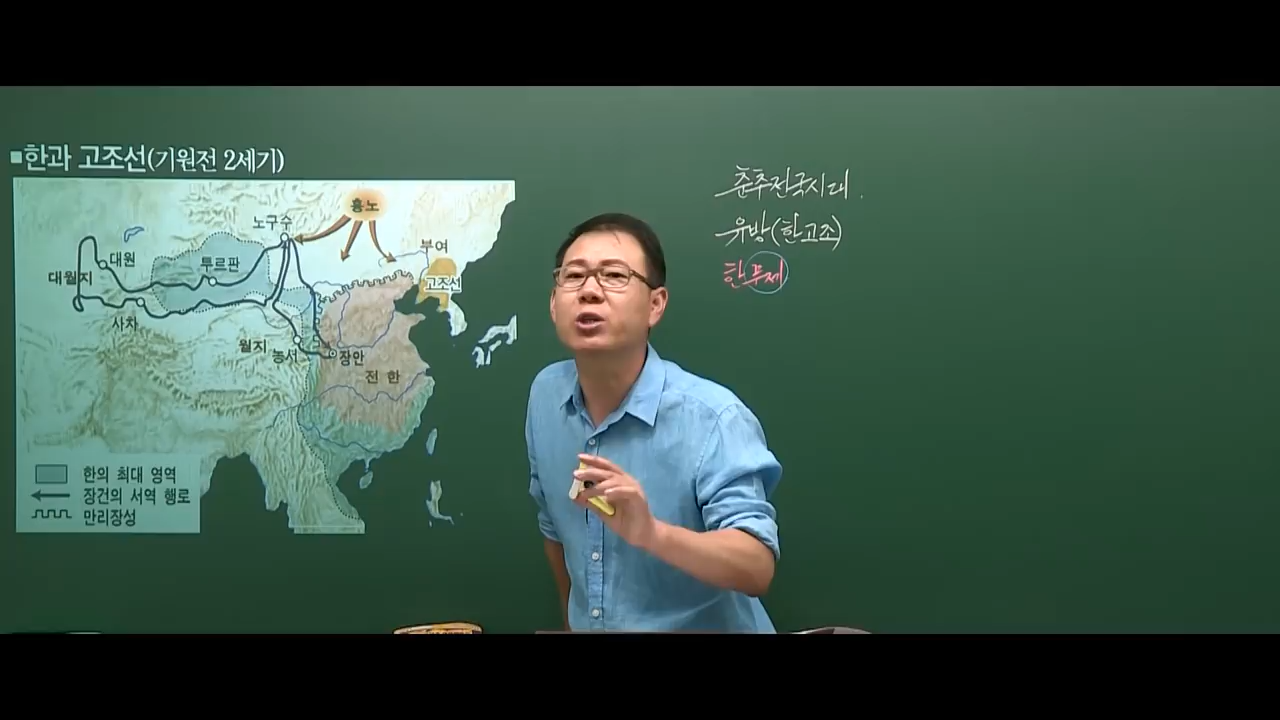 ■한과 고조선(기원전 2세기)
흉노
노구수
부여
대원
투르판
고조선
대월지
사차
월지
농서
장안
전 한
한의 최대 영역
장건의 서역 행로
만리장성
춘추전국시대.
유방(한고조)
한무제